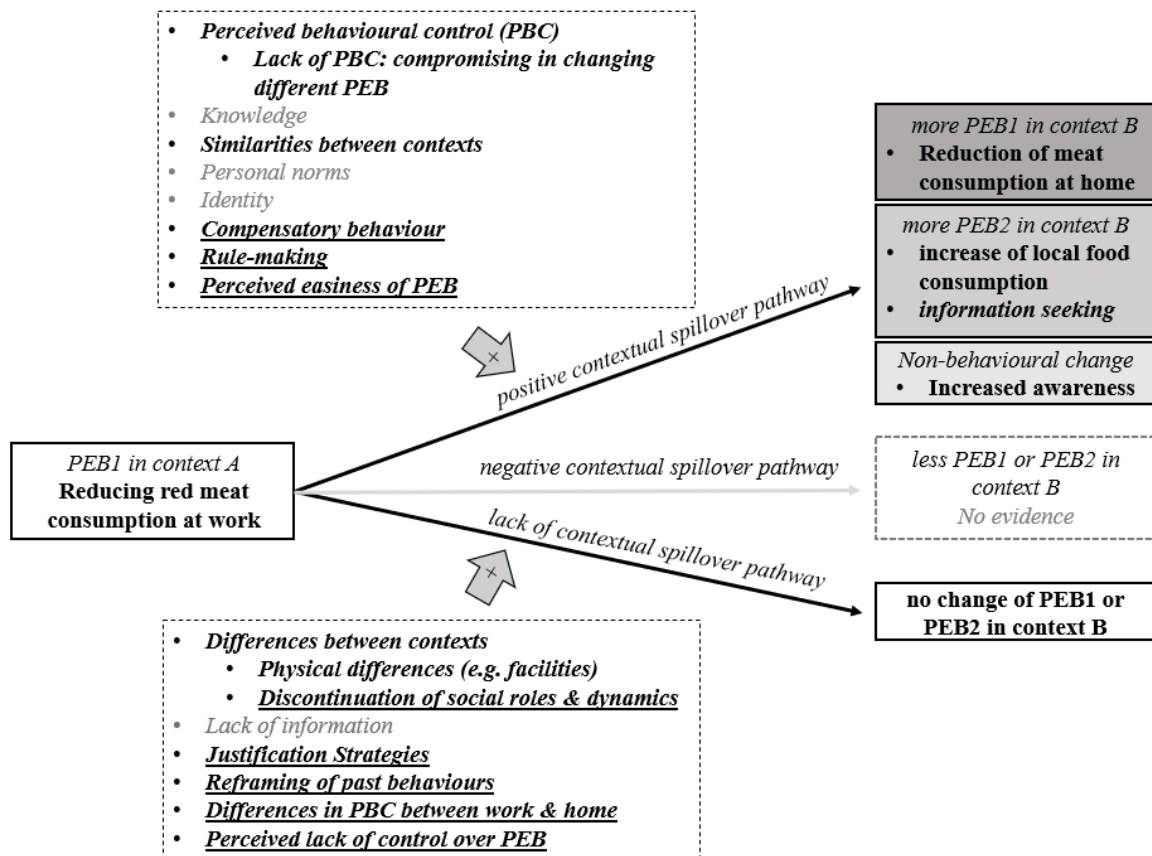 • Perceived behavioural control (PBC)
• Lack of PBC: compromising in changing
different PEB
• Knowledge
• Similarities between contexts
• Personal norms
• Identity
• Compensatory behaviour
• Rule-making
• Perceived easiness of PEB
+
positive contextual spillover pathway
more PEB1 in context B
• Reduction of meat
consumption at home
more PEB2 in context B
• increase of local food
consumption
• information seeking
Non-behavioural change
• Increased awareness
PEB1 in context A
Reducing red meat
consumption at work
negative contextual spillover pathway
less PEB1 or PEB2 in
context B
No evidence
lack of contextual spillover pathway
+
no change of PEB1 or
PEB2 in context B
• Differences between contexts
• Physical differences (e.g. facilities)
• Discontinuation of social roles & dynamics
• Lack of information
• Justification Strategies
• Reframing of past behaviours
• Differences in PBC between work & home
• Perceived lack of control over PEB